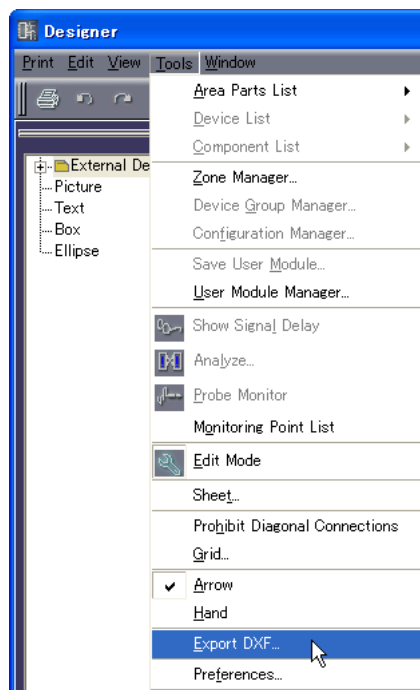 Designer
Print Edit View Tools Window
External De
Picture
Text
Box
Ellipse
Area Parts List
Device List
Component List
Zone Manager...
Device Group Manager...
Configuration Manager...
Save User Module...
User Module Manager...
Show Signal Delay
Analyze...
Probe Monitor
Monitoring Point List
Edit Mode
Sheet...
Prohibit Diagonal Connections
Grid...
Arrow
Hand
Export DXF...
Preferences...